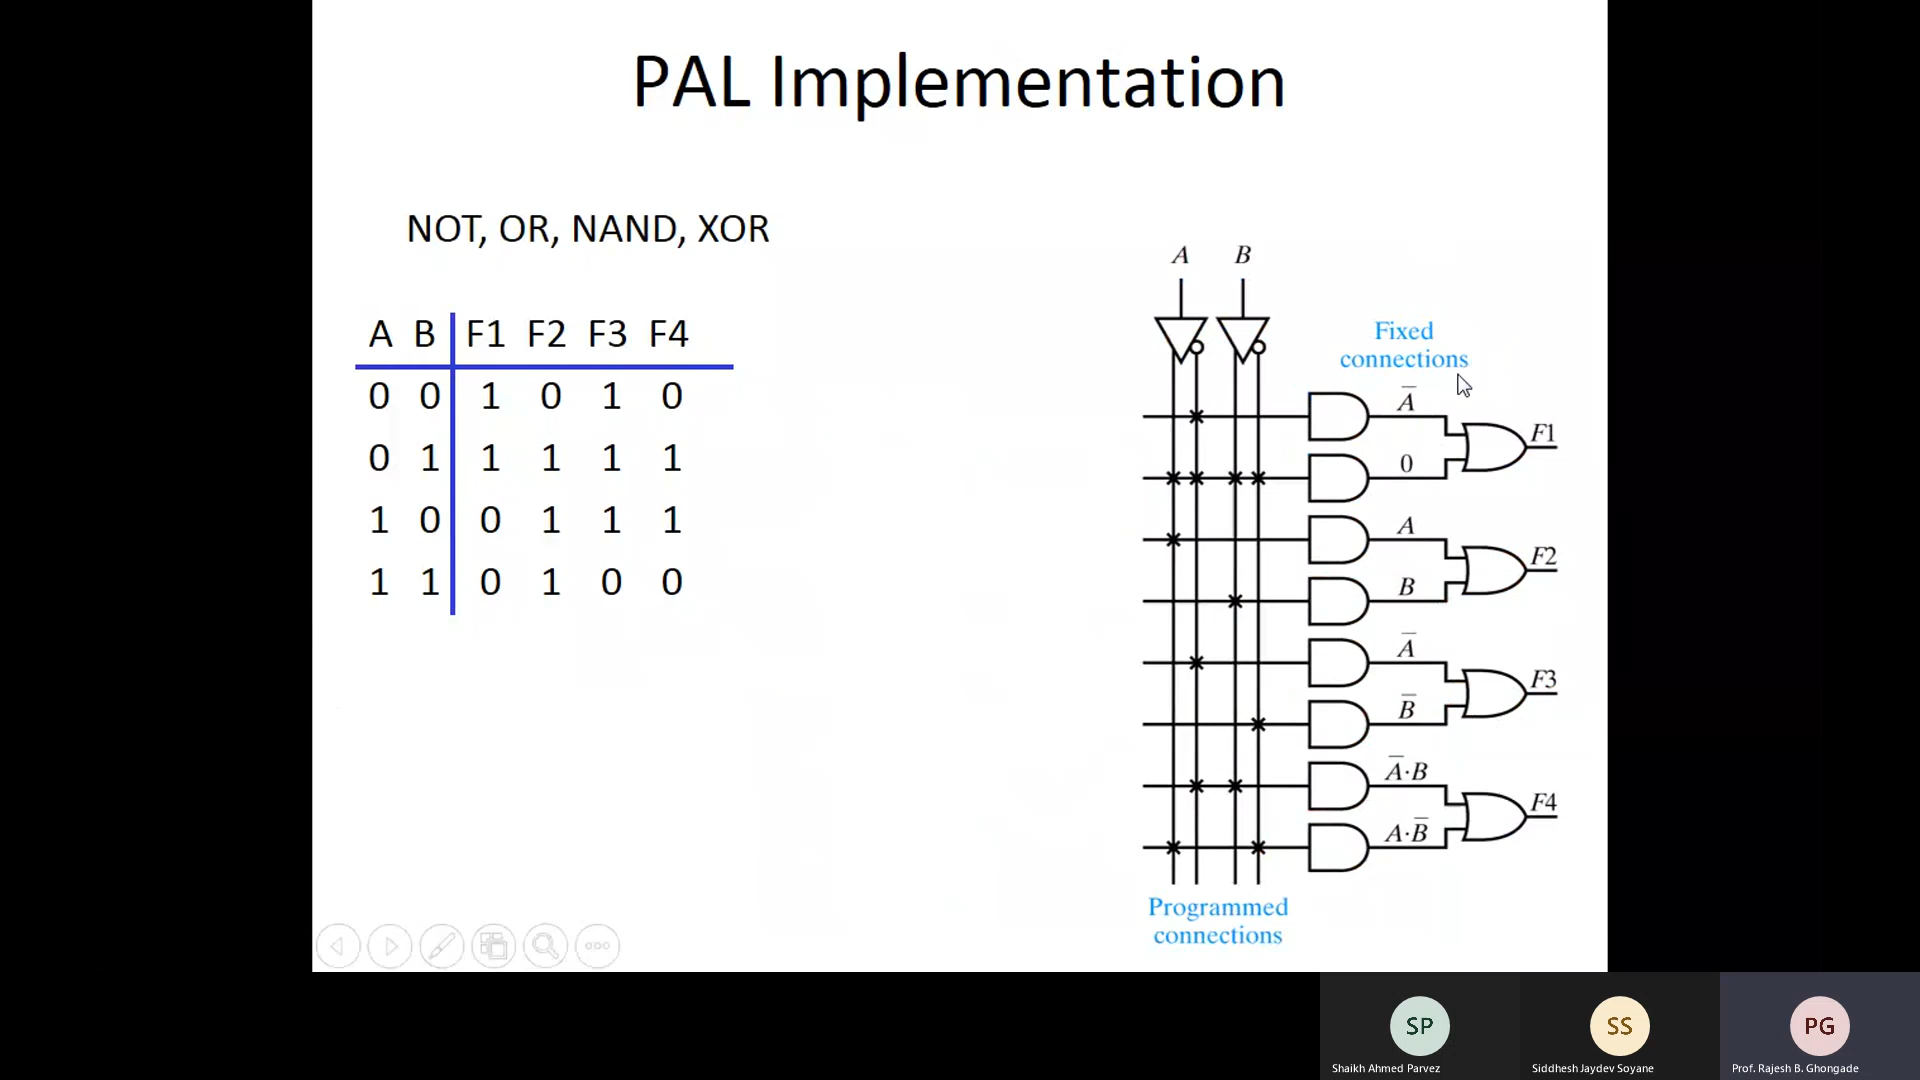 PAL Implementation
NOT, OR, NAND, XOR
A B F1 F2 F3 F4
0 0 1 0 1 0
0 1 1 1 1 1
1 0 0 1 1 1
1 1 0 1 0 0
A B
Fixed
connections
A̅
F1
0
A
F2
B
A̅
F3
B̅
A̅·B
F4
A·B̅
Programmed
connections
SP SS PG
Shaikh Ahmed Parvez Siddhesh Jaydev Soyane Prof. Rajesh B. Ghongade